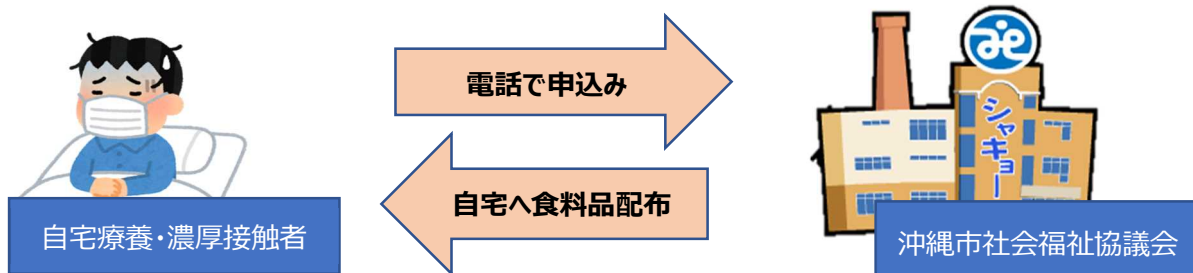 電話で申込み
シャキョー
自宅へ食料品配布
自宅療養・濃厚接触者
沖縄市社会福祉協議会